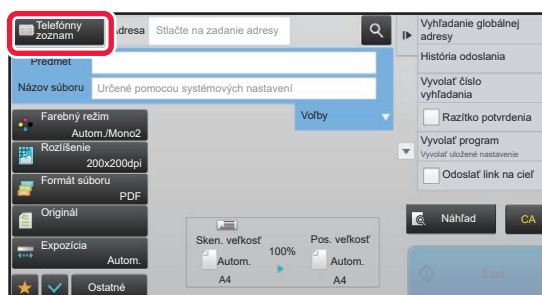 Telefónny
zoznam
dresa
Stlačte na zadanie adresy
Predmet
Názov súboru
Určené pomocou systémových nastavení
Farebný režim
Autom./Mono2
Rozlíšenie
200x200dpi
Formát súboru
PDF
Originál
Expozícia
Autom.
Ostatné
Voľby
Sken. veľkosť
100%
Pos. veľkosť
Autom.
Autom.
A4
A4
Vyhľadanie globálnej
adresy
História odoslania
Vyvolať číslo
vyhľadania
Razítko potvrdenia
Vyvolať program
Vyvolať uložené nastavenie
Odoslať link na cieľ
Náhľad
CA
Štart